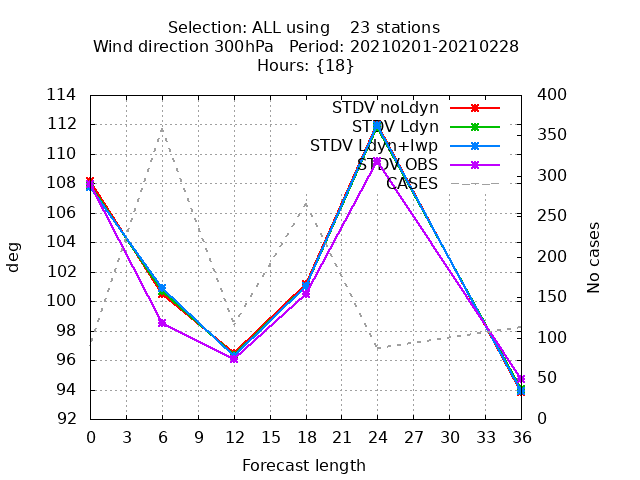 Selection: ALL using    23 stations
Wind direction 300hPa   Period: 20210201-20210228
Hours: {18}
STDV noLdyn
STDV Ldyn
STDV Ldyn+lwp
STDV OBS
CASES
deg
114
112
110
108
106
104
102
100
98
96
94
92
400
350
300
250
200
150
100
50
0
No cases
0 3 6 9 12 15 18 21 24 27 30 33 36
Forecast length